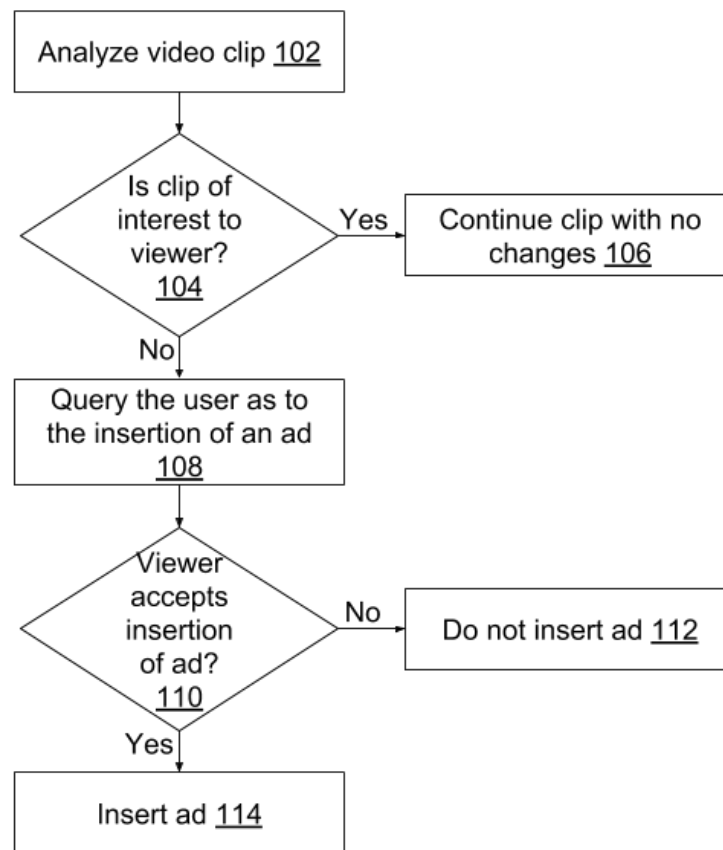 Analyze video clip 102
Is clip of
interest to
viewer?
104
Yes
Continue clip with no
changes 106
No
Query the user as to
the insertion of an ad
108
Viewer
accepts
insertion
of ad?
110
No
Do not insert ad 112
Yes
Insert ad 114